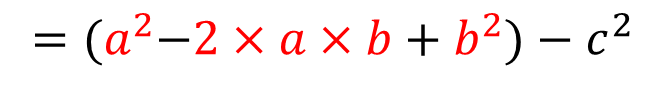 = (a²−2 × a × b + b²) − c²